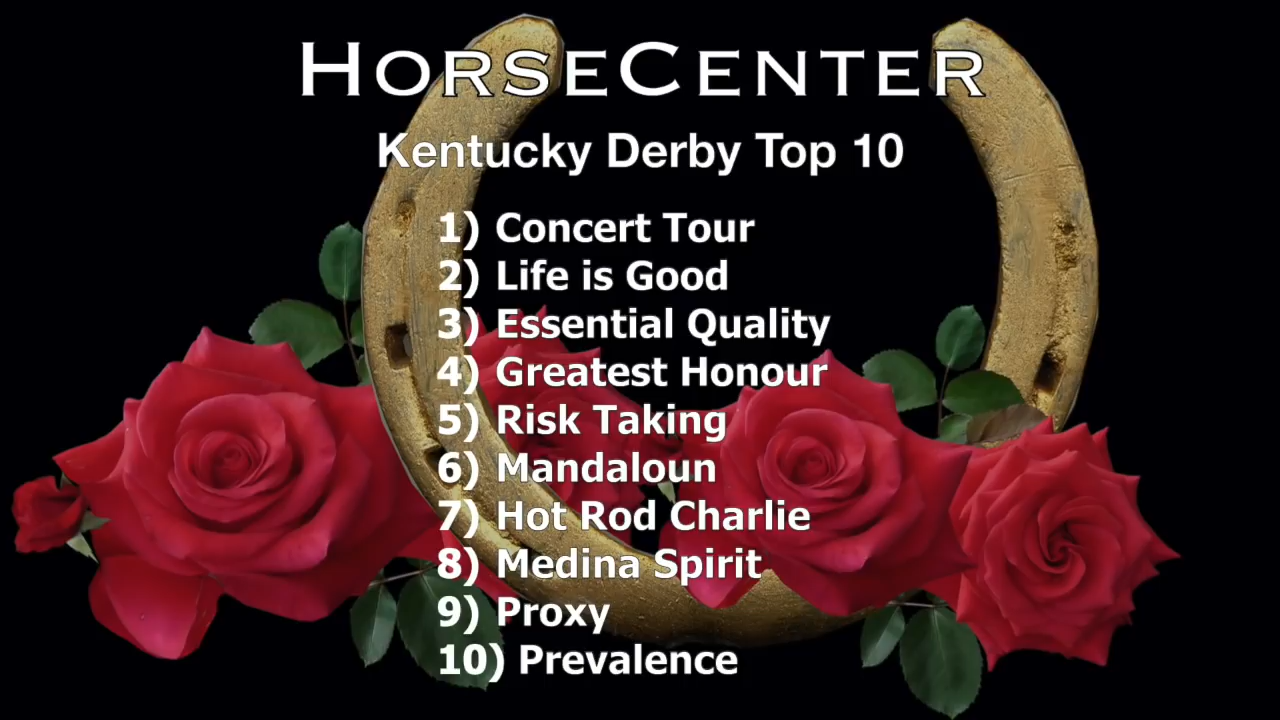 HORSECENTER
Kentucky Derby Top 10
1) Concert Tour
2) Life is Good
3) Essential Quality
4) Greatest Honour
5) Risk Taking
6) Mandaloun
7) Hot Rod Charlie
8) Medina Spirit
9) Proxy
10) Prevalence